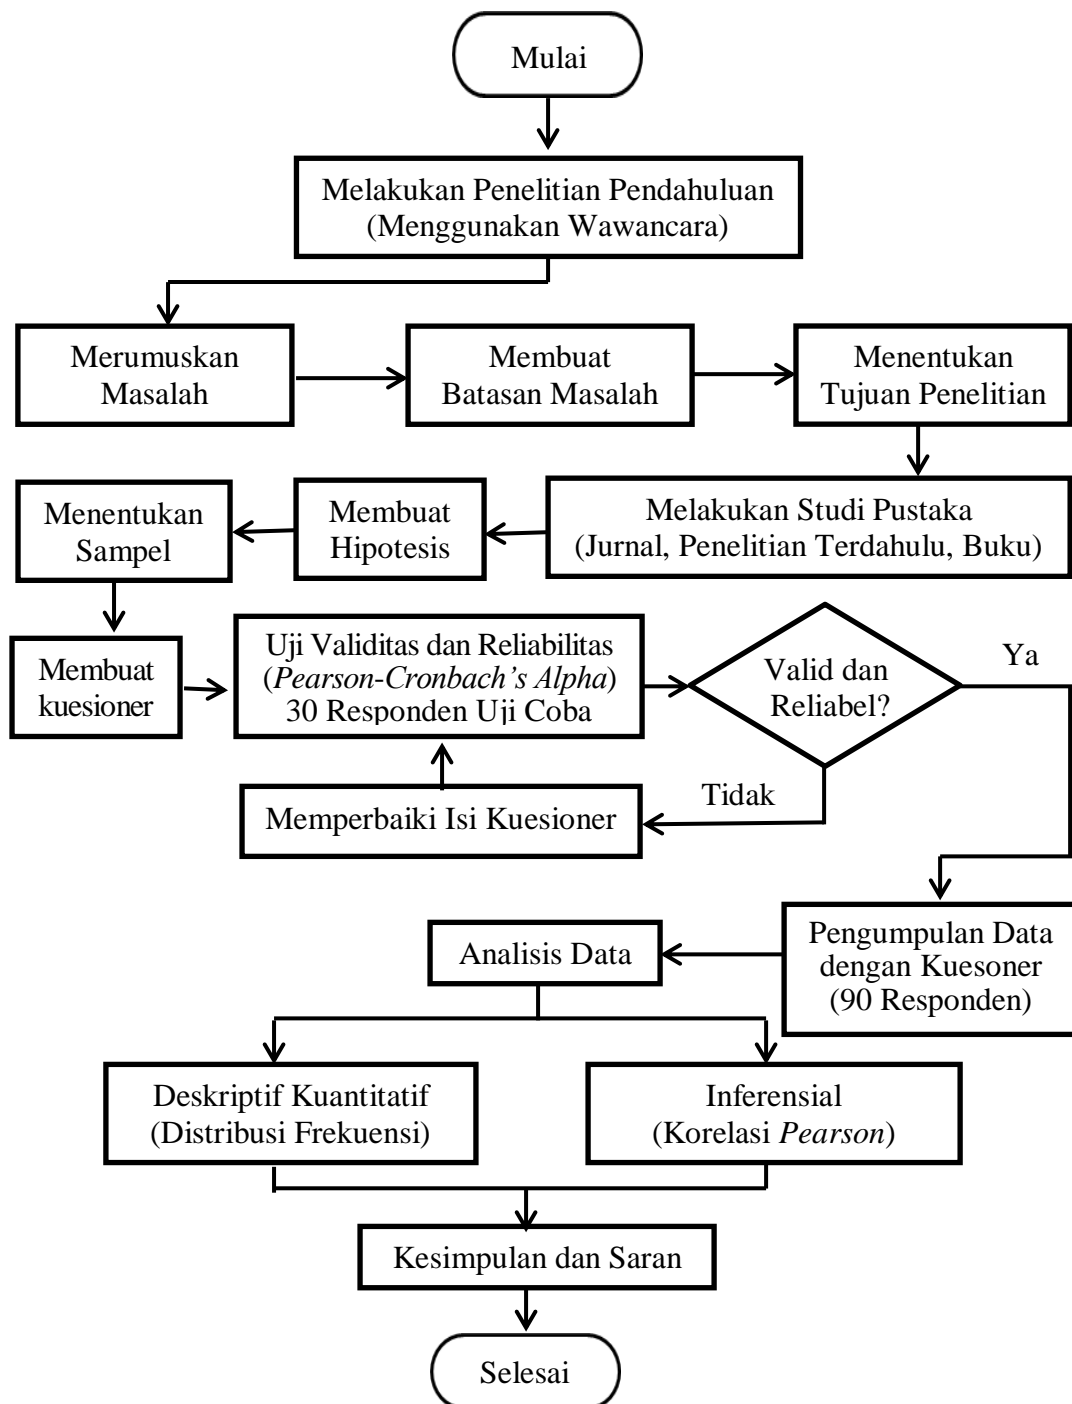 Mulai
Melakukan Penelitian Pendahuluan
(Menggunakan Wawancara)
Merumuskan
Masalah
Membuat
Batasan Masalah
Menentukan
Tujuan Penelitian
Melakukan Studi Pustaka
(Jurnal, Penelitian Terdahulu, Buku)
Membuat
Hipotesis
Menentukan
Sampel
Membuat
kuesioner
Uji Validitas dan Reliabilitas
(Pearson-Cronbach's Alpha)
30 Responden Uji Coba
Valid dan
Reliabel?
Ya
Tidak
Memperbaiki Isi Kuesioner
Pengumpulan Data
dengan Kuesoner
(90 Responden)
Analisis Data
Deskriptif Kuantitatif
(Distribusi Frekuensi)
Inferensial
(Korelasi Pearson)
Kesimpulan dan Saran
Selesai